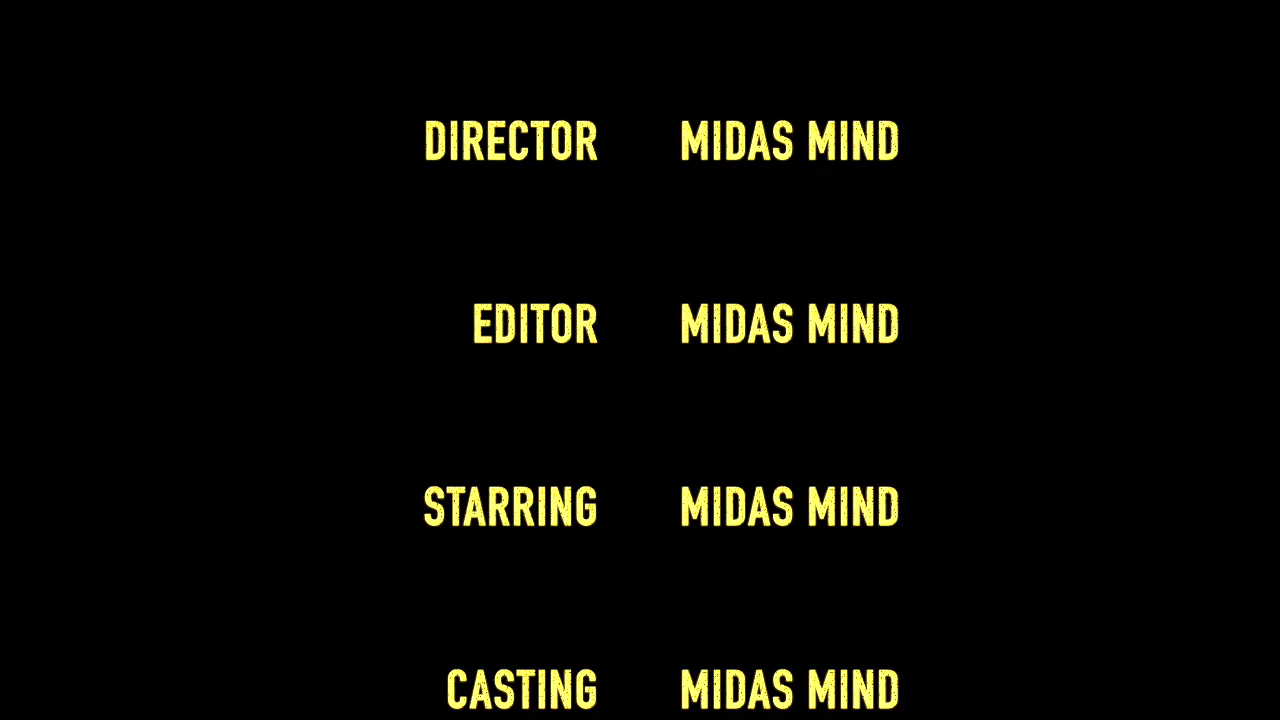 DIRECTOR MIDAS MIND
EDITOR MIDAS MIND
STARRING MIDAS MIND
CASTING MIDAS MIND